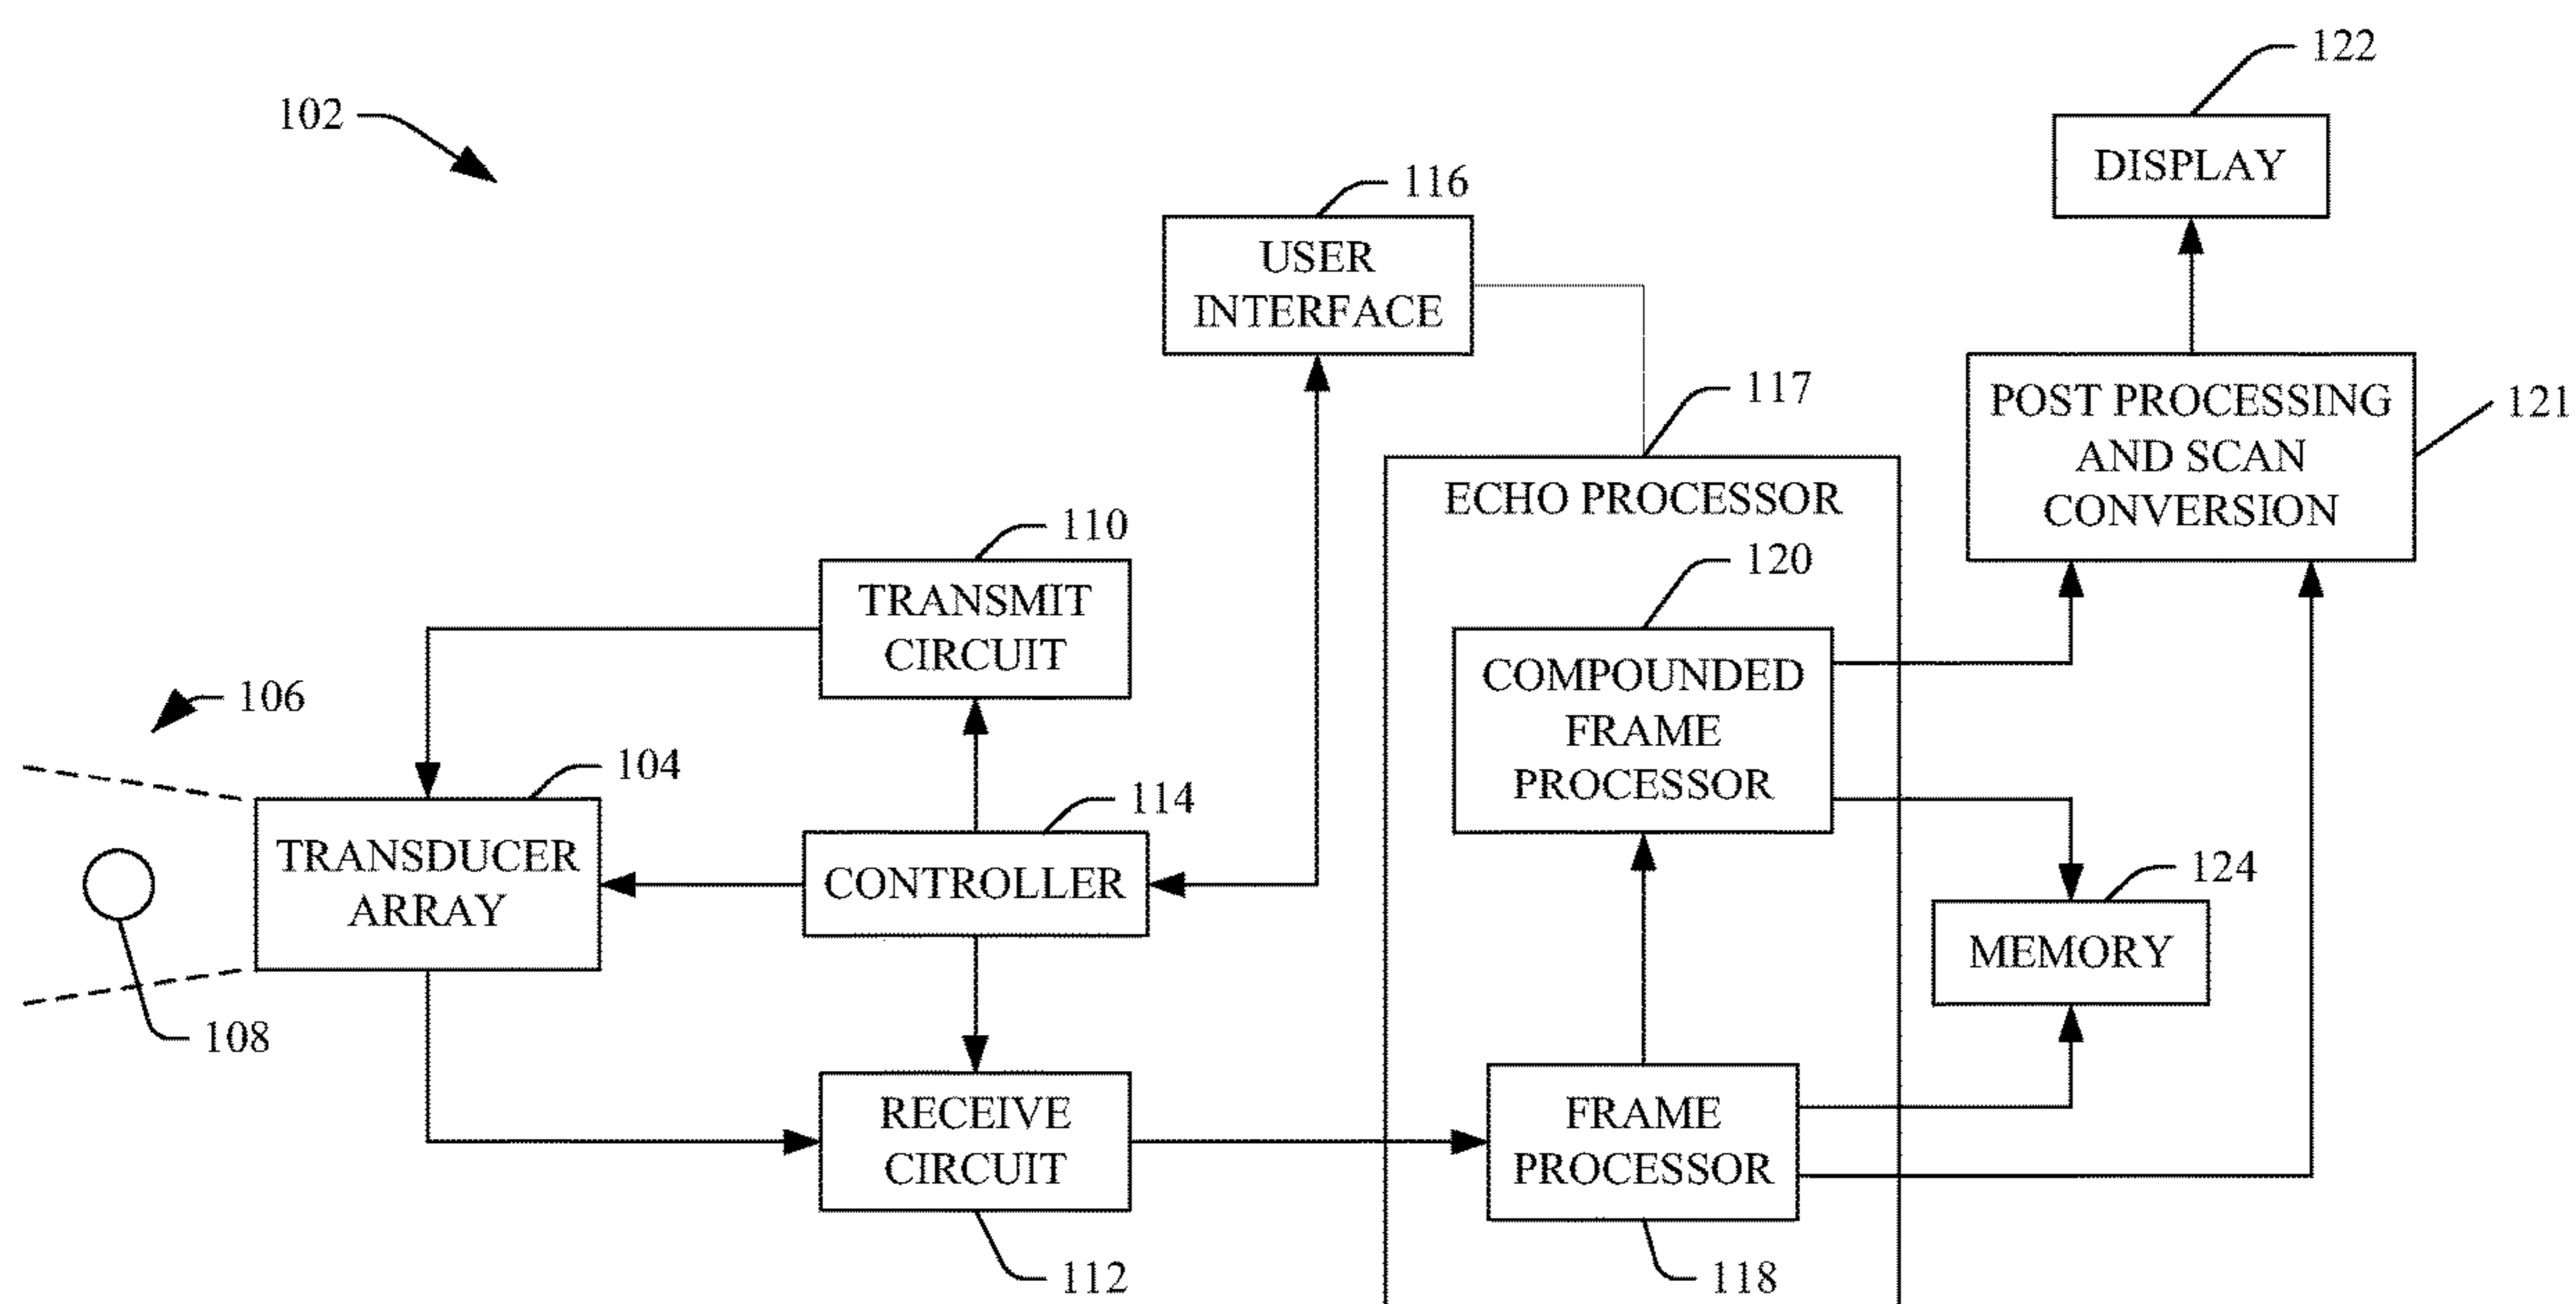 122
102
DISPLAY
116
USER
INTERFACE
117
POST PROCESSING
AND SCAN
CONVERSION
121
ECHO PROCESSOR
110
TRANSMIT
CIRCUIT
120
COMPOUNDED
FRAME
PROCESSOR
106
104
114
TRANSDUCER
ARRAY
CONTROLLER
124
MEMORY
108
RECEIVE
CIRCUIT
FRAME
PROCESSOR
112
118